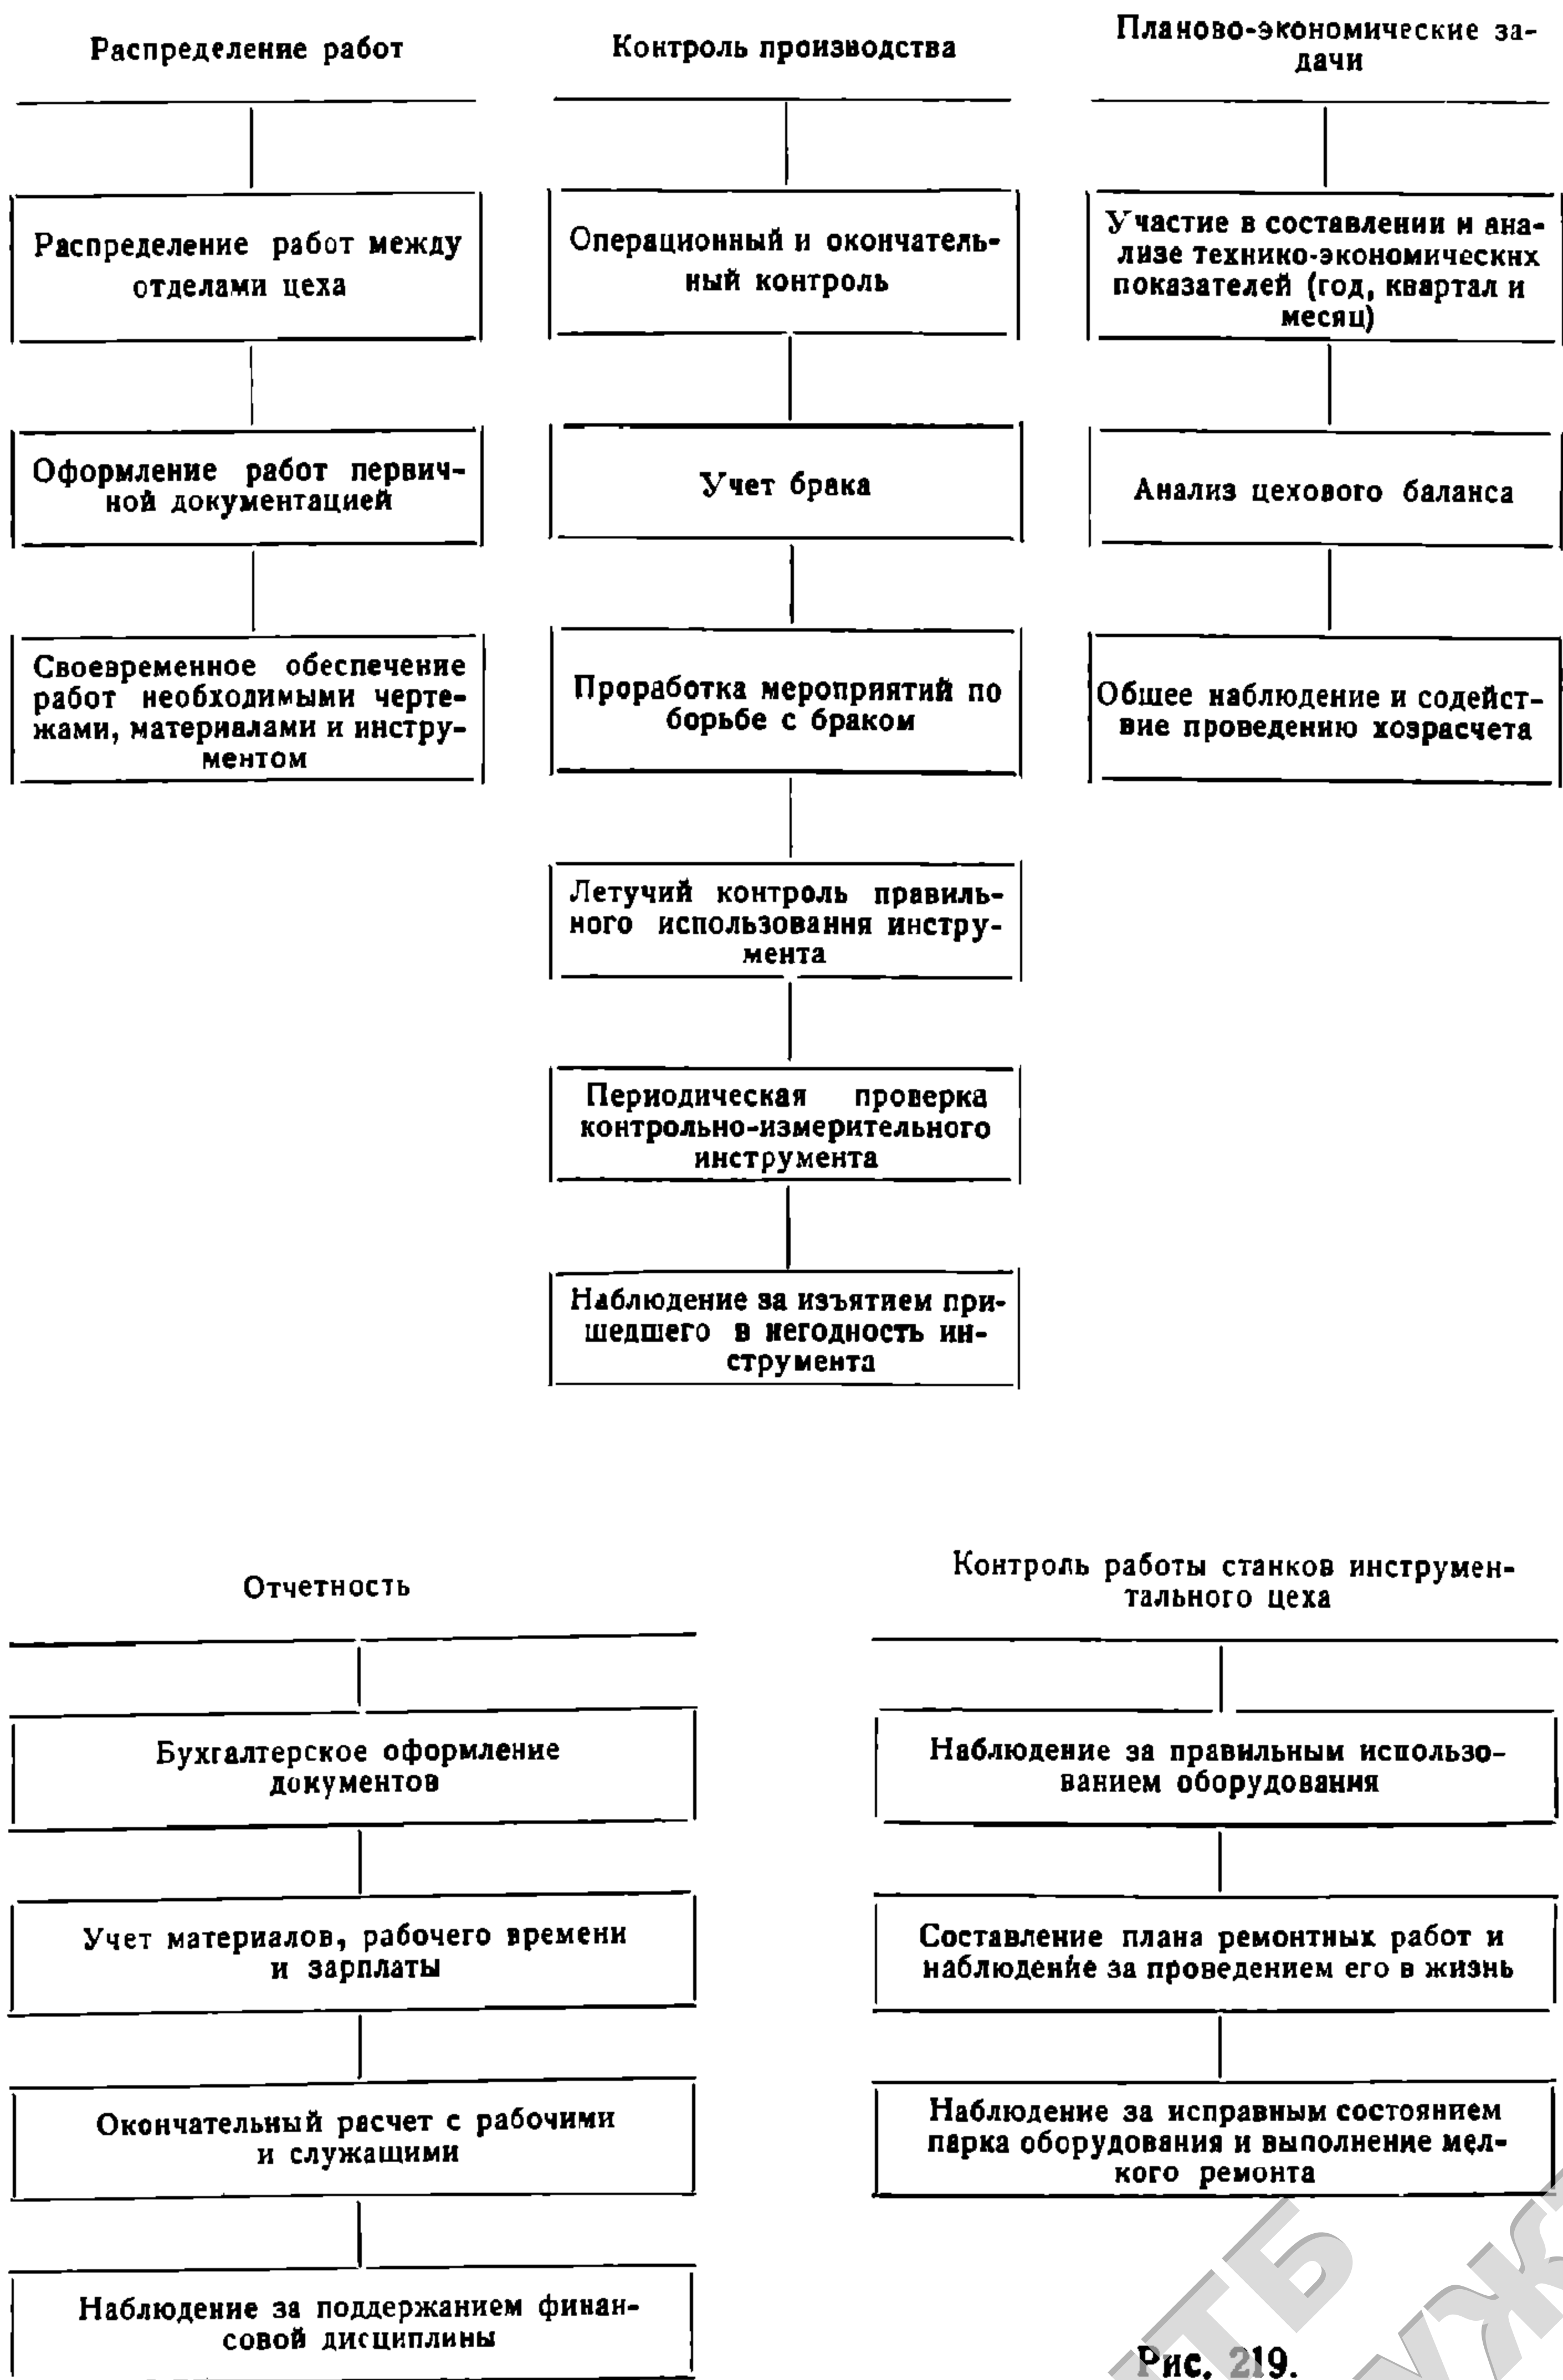 Распределение работ
Распределение работ между
отделами цеха
Оформление работ первич-
ной документацией
Своевременное обеспечение
работ необходимыми черте-
жами, материалами и инстру-
ментом
Контроль производства
Операционный и окончатель-
ный контроль
Учет брака
Проработка мероприятий по
борьбе с браком
Летучий контроль правиль-
ного использования инстру-
мента
Периодическая проверка
контрольно-измерительного
инструмента
Наблюдение за изъятием при-
шедшего в негодность ин-
струмента
Планово-экономические за-
дачи
Участие в составлении и ана-
лизе технико-экономических
показателей (год, квартал и
месяц)
Анализ цехового баланса
Общее наблюдение и содейст-
вие проведению хозрасчета
Отчетность
Бухгалтерское оформление
документов
Учет материалов, рабочего времени
и зарплаты
Окончательный расчет с рабочими
и служащими
Наблюдение за поддержанием финан-
совой дисциплины
Контроль работы станков инструмен-
тального цеха
Наблюдение за правильным использо-
ванием оборудования
Составление плана ремонтных работ и
наблюдение за проведением его в жизнь
Наблюдение за исправным состоянием
парка оборудования и выполнение мел-
кого ремонта
Рис. 219.